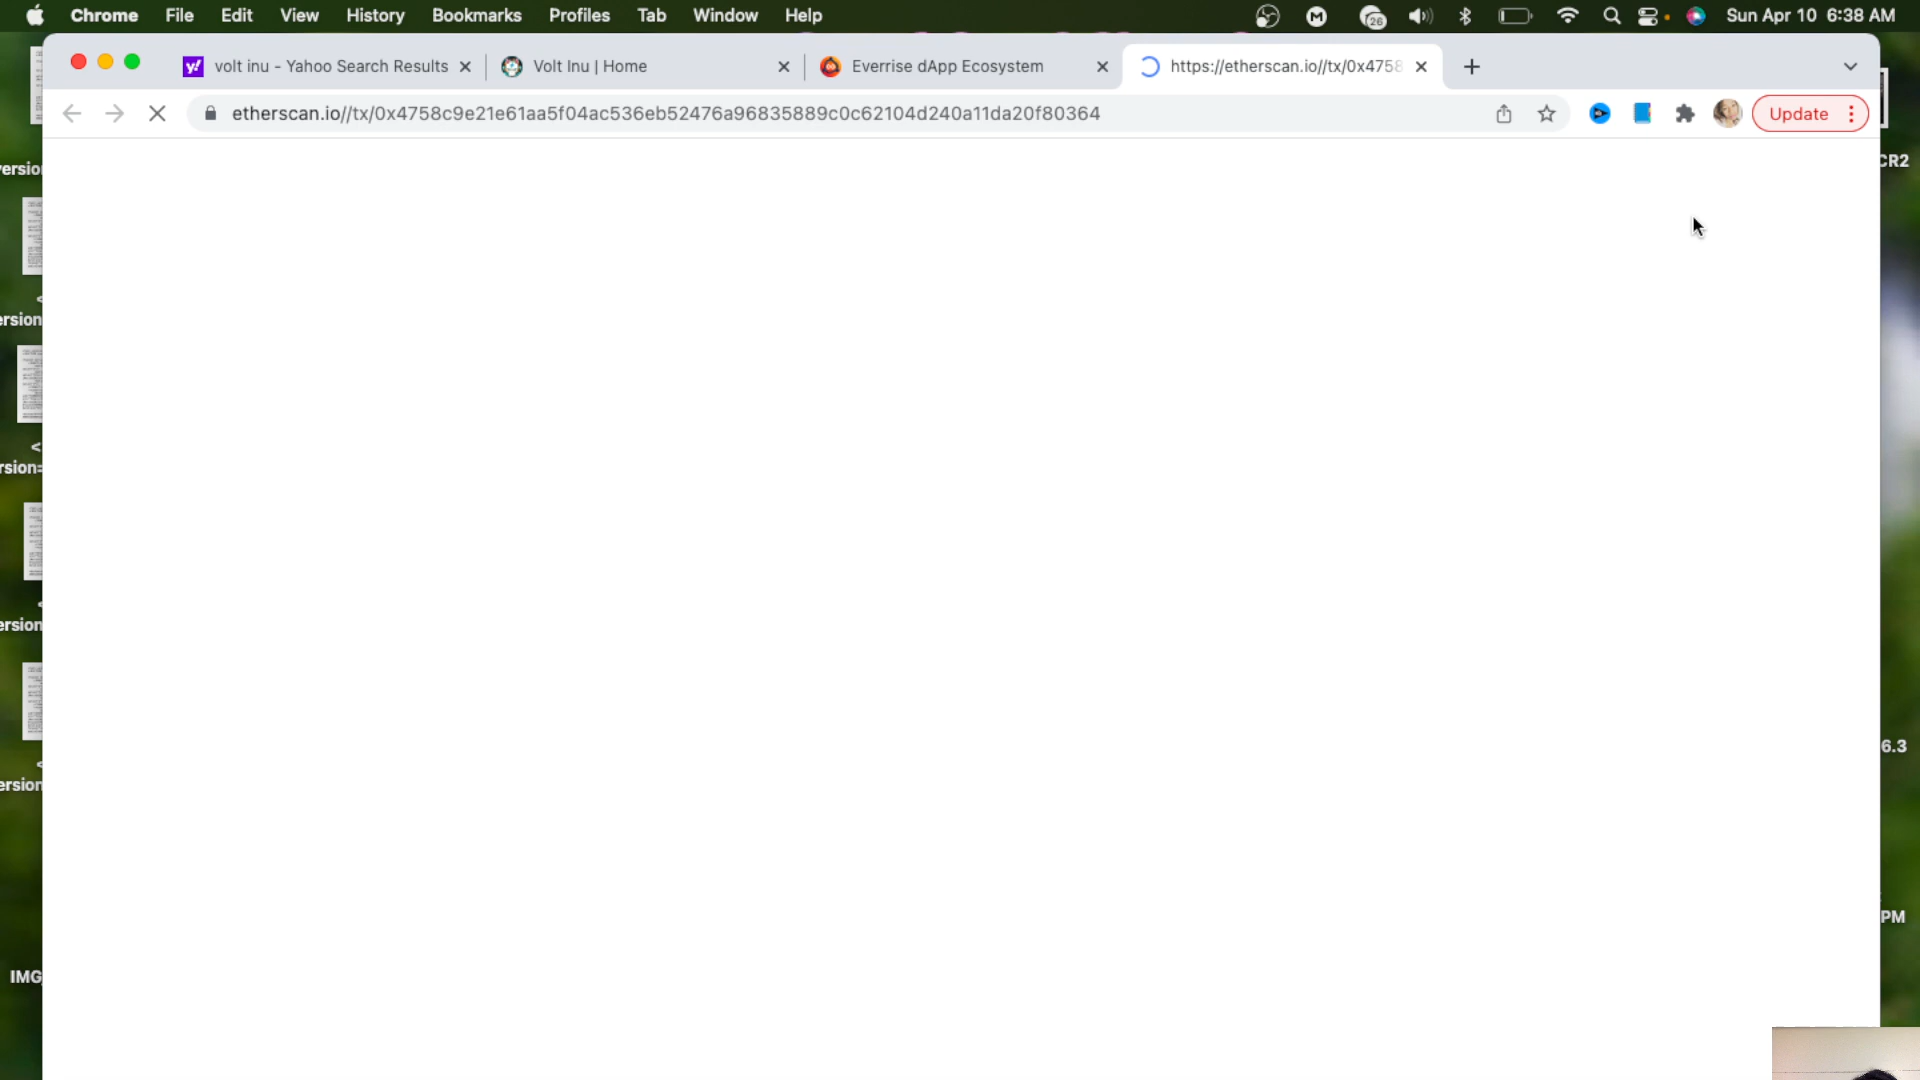 Chrome File Edit View History Bookmarks Profiles Tab Window Help M 26 Sun Apr 10 6:38 AM
y! volt inu - Yahoo Search Results Volt Inu | Home Everrise dApp Ecosystem https://etherscan.io//tx/0x4758
etherscan.io//tx/0x4758c9e21e61aa5f04ac536eb52476a96835889c0c62104d240a11da20f80364 Update
CR2
ersion
<
ersion
<
rsion=
<
ersion
6.3
<
ersion
PM
IMG